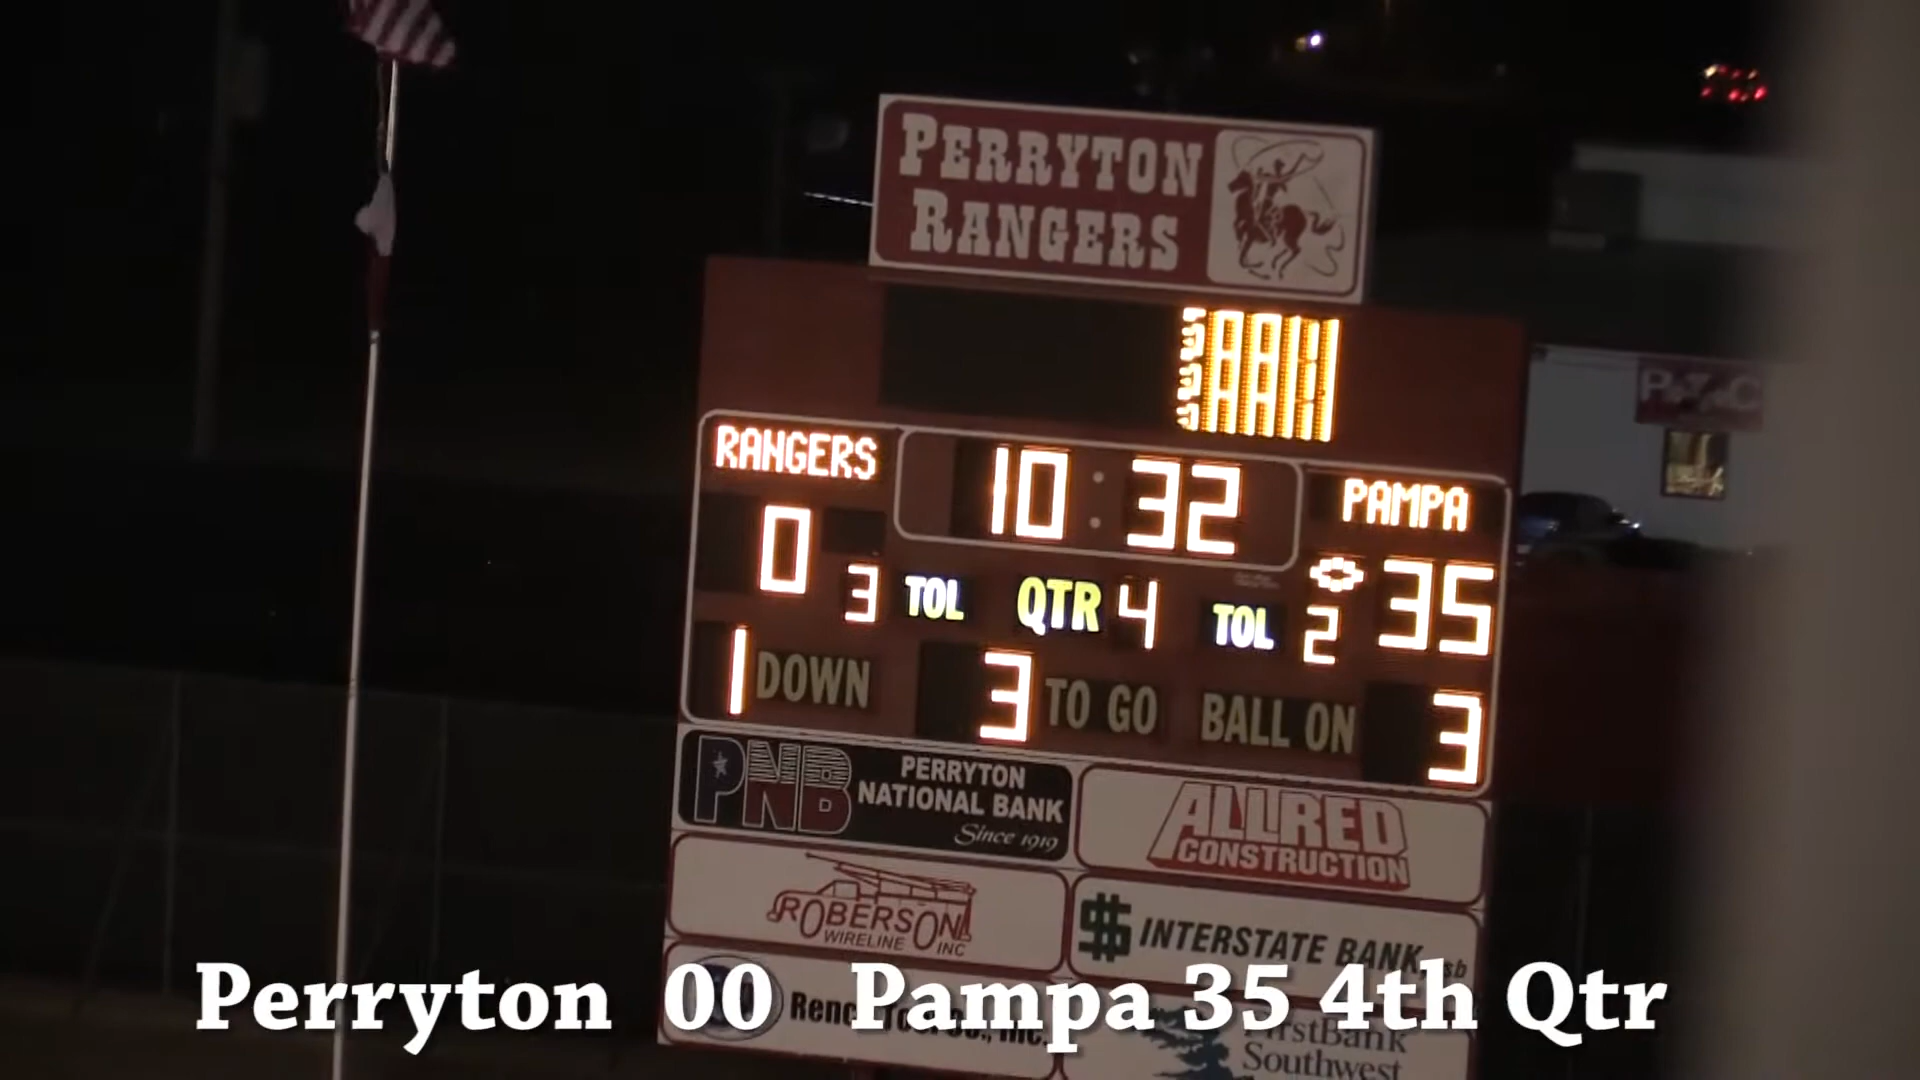 PERRYTON
RANGERS
RANGERS
10:32
PAMPA
0
3
TOL
QTR 4
TOL
2
35
1 DOWN
3 TO GO
BALL ON
3
PNB
PERRYTON
NATIONAL BANK
Since 1919
ALLRED
CONSTRUCTION
ROBERSON
WIRELINE INC
INTERSTATE BANK, ssb
Perryton 00 Pampa 35 4th Qtr
FirstBank
Southwest